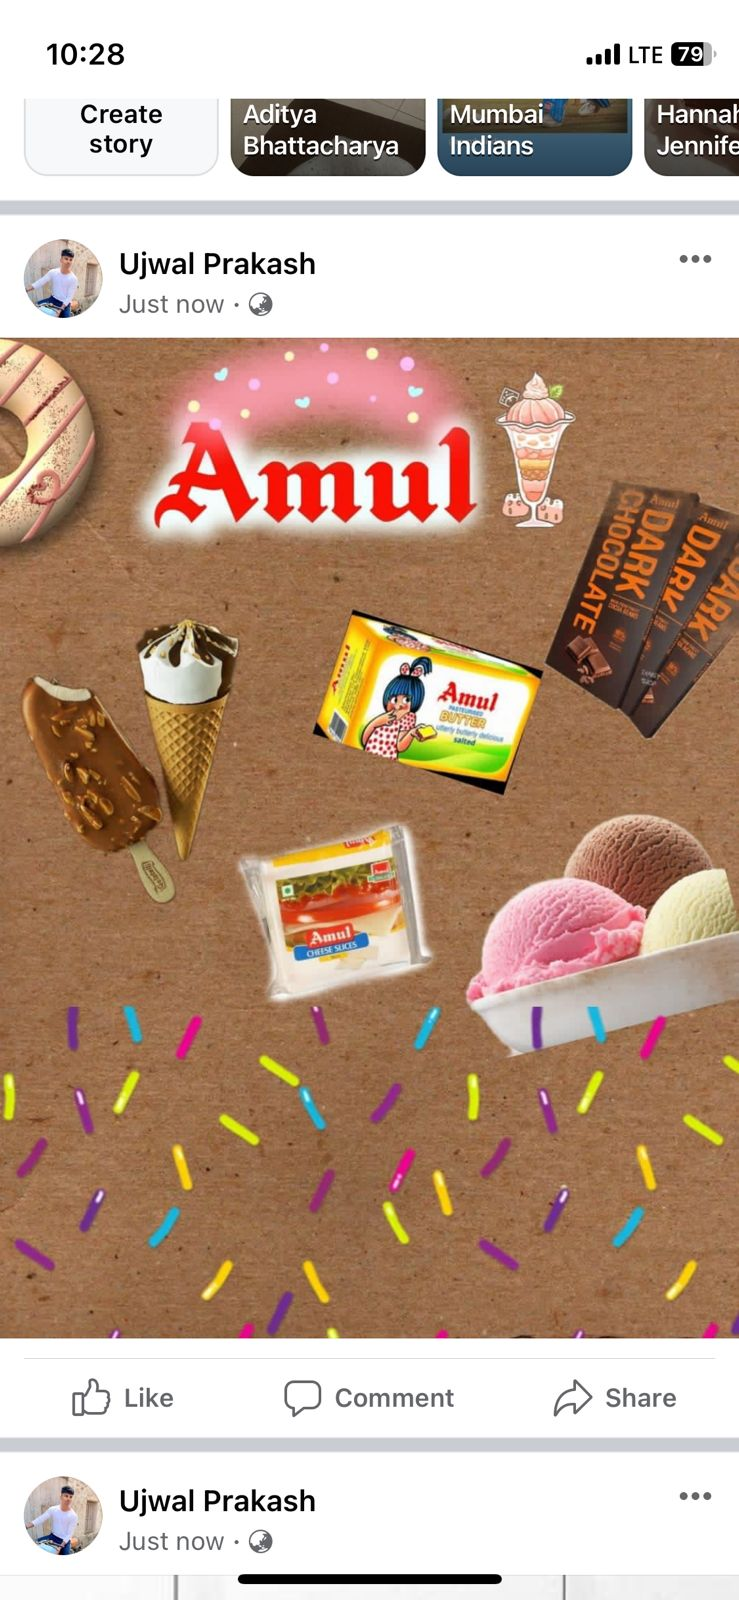 10:28
LTE 79
Create
story
Aditya
Bhattacharya
Mumbai
Indians
Hannah
Jennife
Ujwal Prakash
Just now ·
Amul
Amul
DARK
CHOCOLATE
Amul
DARK
DARK
Amul
Amul
PASTEURISED
BUTTER
utterly butterly delicious
salted
Amul
CHEESE SLICES
Like
Comment
Share
Ujwal Prakash
Just now ·